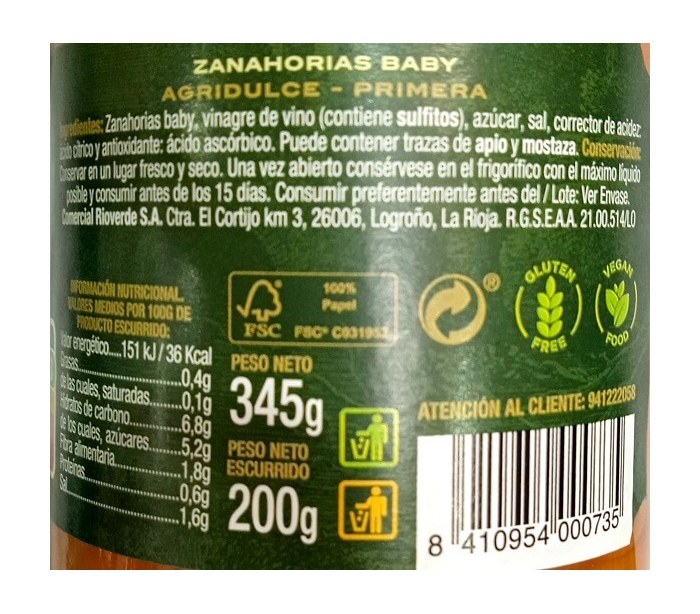 ZANAHORIAS BABY
AGRIDULCE - PRIMERA
Ingredientes: Zanahorias baby, vinagre de vino (contiene sulfitos), azúcar, sal, corrector de acidez:
ácido cítrico y antioxidante: ácido ascórbico. Puede contener trazas de apio y mostaza. Conservación:
Conservar en un lugar fresco y seco. Una vez abierto consérvese en el frigorífico con el máximo líquido
posible y consumir antes de los 15 días. Consumir preferentemente antes del / Lote: Ver Envase.
Comercial Rioverde S.A. Ctra. El Cortijo km 3, 26006, Logroño, La Rioja. R.G.S.E.A.A. 21.00.514/LO
INFORMACIÓN NUTRICIONAL.
VALORES MEDIOS POR 100G DE
PRODUCTO ESCURRIDO:
Valor energético....151 kJ / 36 Kcal
Grasas.....0,4g
de las cuales, saturadas.....0,1g
Hidratos de carbono.....6,8g
de los cuales, azúcares.....5,2g
Fibra alimentaria.....1,8g
Proteínas.....0,6g
Sal.....1,6g
FSC
100%
Papel
FSC®
PESO NETO
345g
PESO NETO
ESCURRIDO
200g
®
GLUTEN
FREE
VEGAN
FOOD
ATENCIÓN AL CLIENTE: 941222058
8 410954 000735